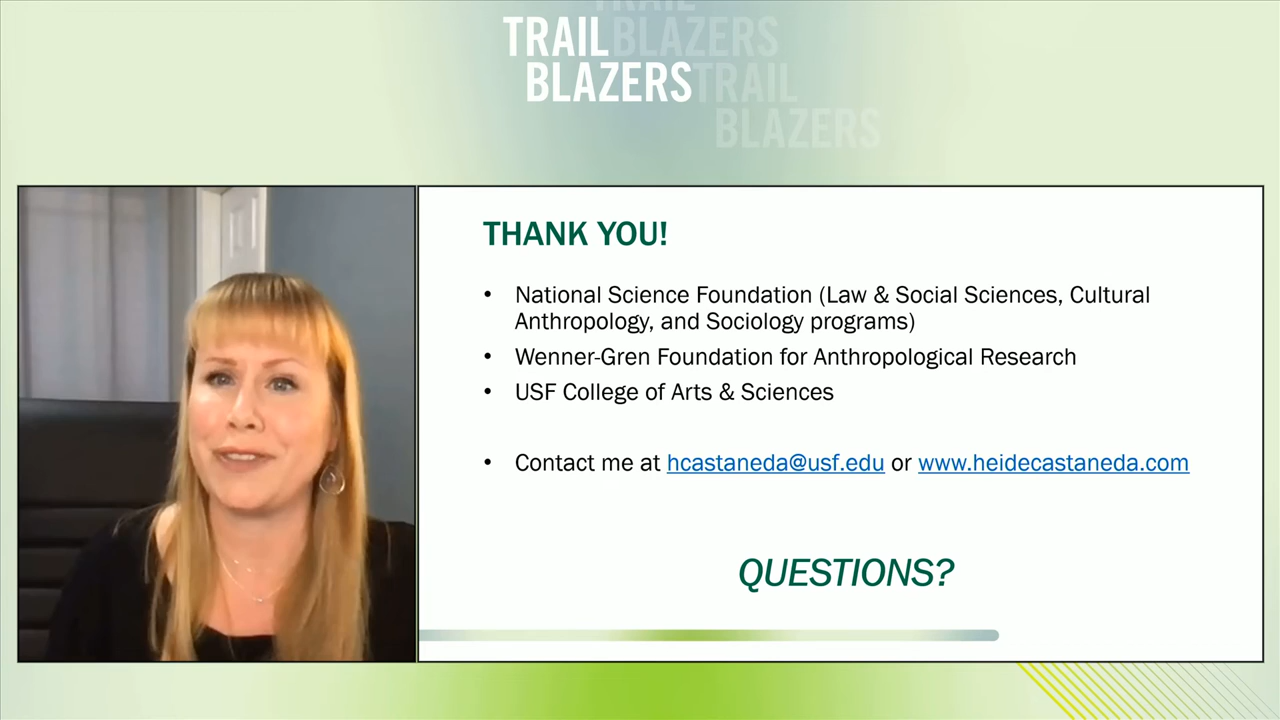 TRAIL
TRAIL BLAZERS
BLAZERS TRAIL
BLAZERS
THANK YOU!
• National Science Foundation (Law & Social Sciences, Cultural
Anthropology, and Sociology programs)
• Wenner-Gren Foundation for Anthropological Research
• USF College of Arts & Sciences
• Contact me at hcastaneda@usf.edu or www.heidecastaneda.com
QUESTIONS?